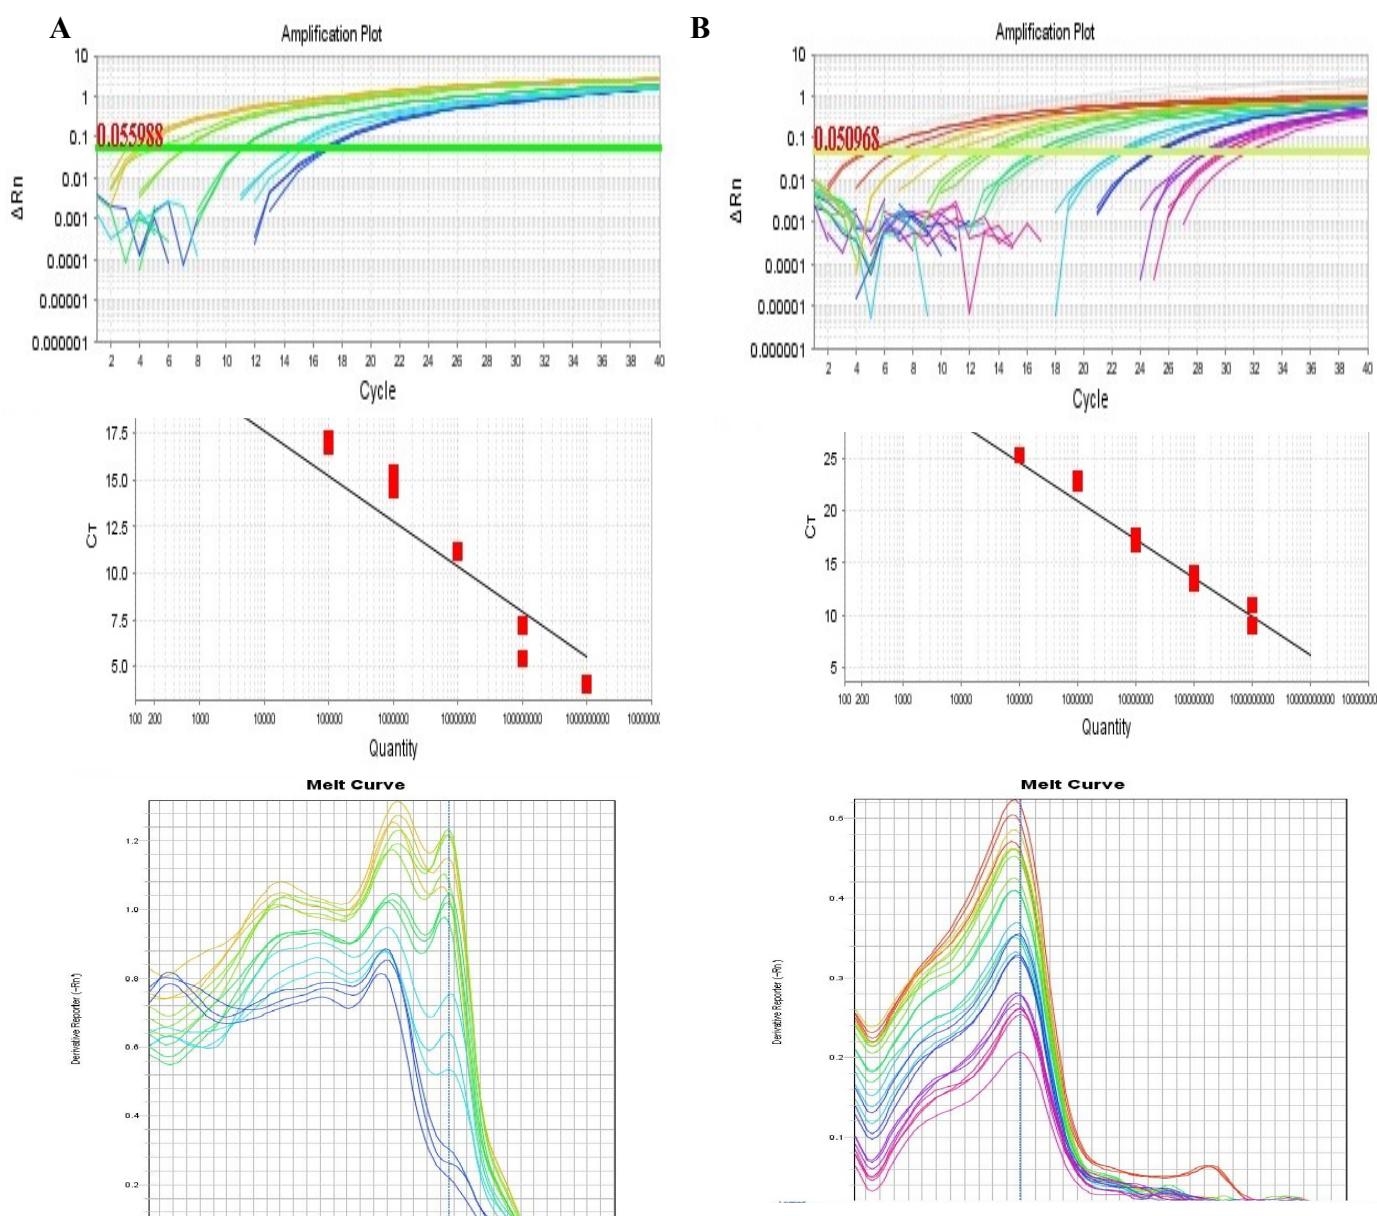 A
Amplification Plot
10
1
0.1
0.01
0.001
0.0001
0.00001
0.000001
0.055988
ΔRn
2 4 6 8 10 12 14 16 18 20 22 24 26 28 30 32 34 36 38 40
Cycle
17.5
15.0
12.5
10.0
7.5
5.0
CT
100 200 1000 10000 100000 1000000 10000000 100000000 1000000000
Quantity
Melt Curve
1.2
1.0
0.8
0.6
0.4
0.2
Derivative Reporter (-Rn')
B
Amplification Plot
10
1
0.1
0.01
0.001
0.0001
0.00001
0.000001
0.050968
ΔRn
2 4 6 8 10 12 14 16 18 20 22 24 26 28 30 32 34 36 38 40
Cycle
25
20
15
10
5
CT
100 200 1000 10000 100000 1000000 10000000 100000000 1000000000
Quantity
Melt Curve
0.6
0.4
0.3
0.2
0.1
Derivative Reporter (-Rn')